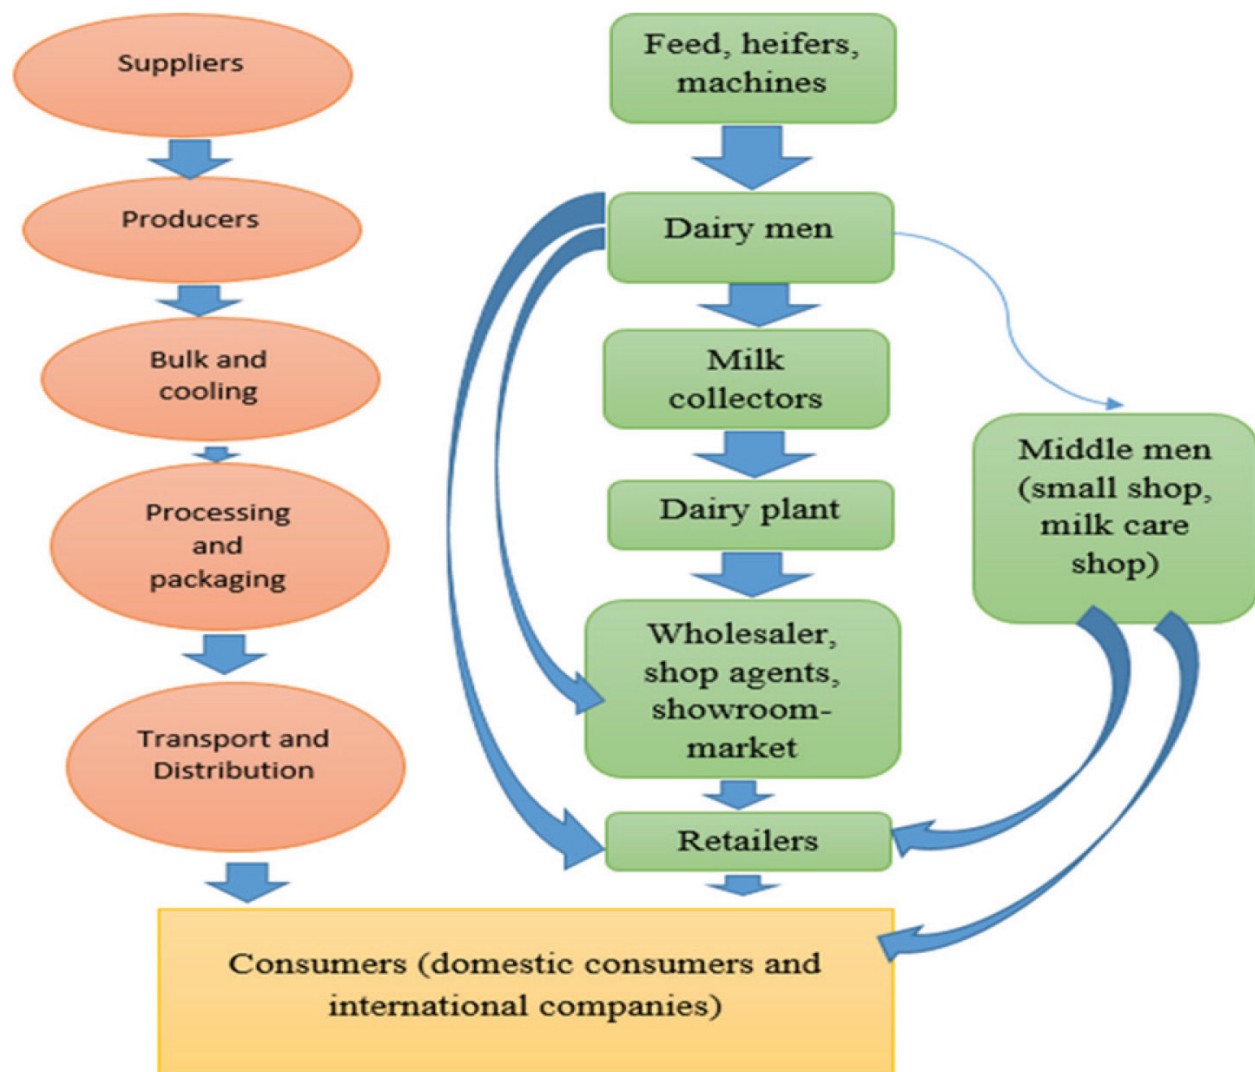 Suppliers
Producers
Bulk and
cooling
Processing
and
packaging
Transport and
Distribution
Feed, heifers,
machines
Dairy men
Milk
collectors
Dairy plant
Wholesaler,
shop agents,
showroom-
market
Retailers
Middle men
(small shop,
milk care
shop)
Consumers (domestic consumers and
international companies)